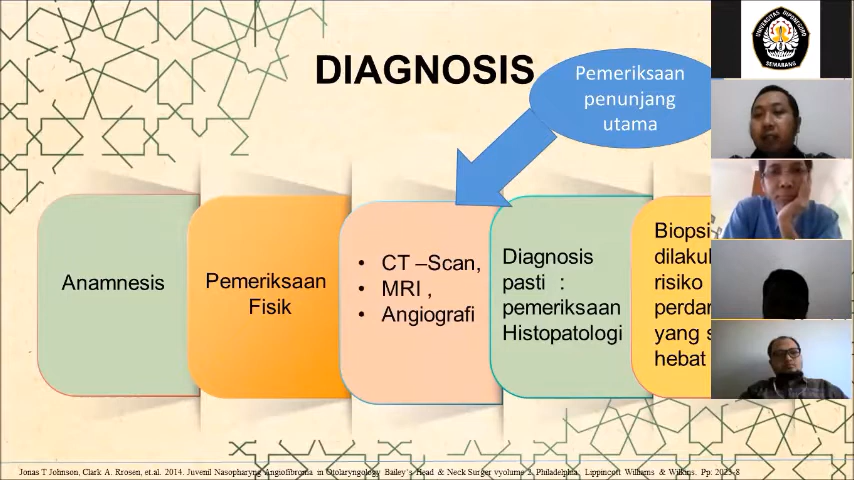 DIAGNOSIS
Pemeriksaan
penunjang
utama
Anamnesis
Pemeriksaan
Fisik
• CT –Scan,
• MRI ,
• Angiografi
Diagnosis
pasti :
pemeriksaan
Histopatologi
Biopsi
risiko
yang
hebat
UNIVERSITAS DIPONEGORO
SEMARANG
Jonas T Johnson, Clark A. Rrosen, et.al. 2014. Juvenil Nasopharyng Angiofibroma in Otolaryngology Bailey's Head & Neck Surger vyolume 2. Philadelphia. Lippincott Williams & Wilkins. Pp: 2023-8